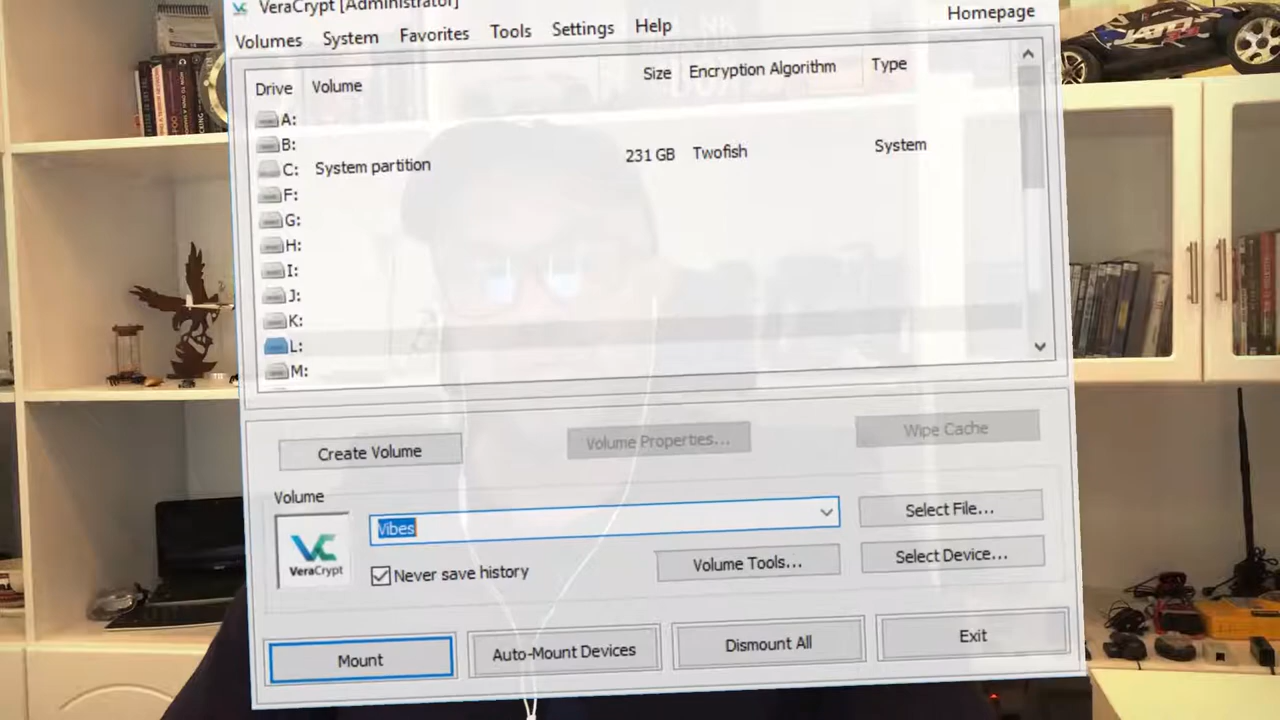 VeraCrypt [Administrator]
Volumes System Favorites Tools Settings Help Homepage
Drive Volume Size Encryption Algorithm Type
A:
B:
C: System partition 231 GB Twofish System
F:
G:
H:
I:
J:
K:
L:
M:
Create Volume Volume Properties... Wipe Cache
Volume
Vibes Select File...
VeraCrypt
Never save history Volume Tools... Select Device...
Mount Auto-Mount Devices Dismount All Exit